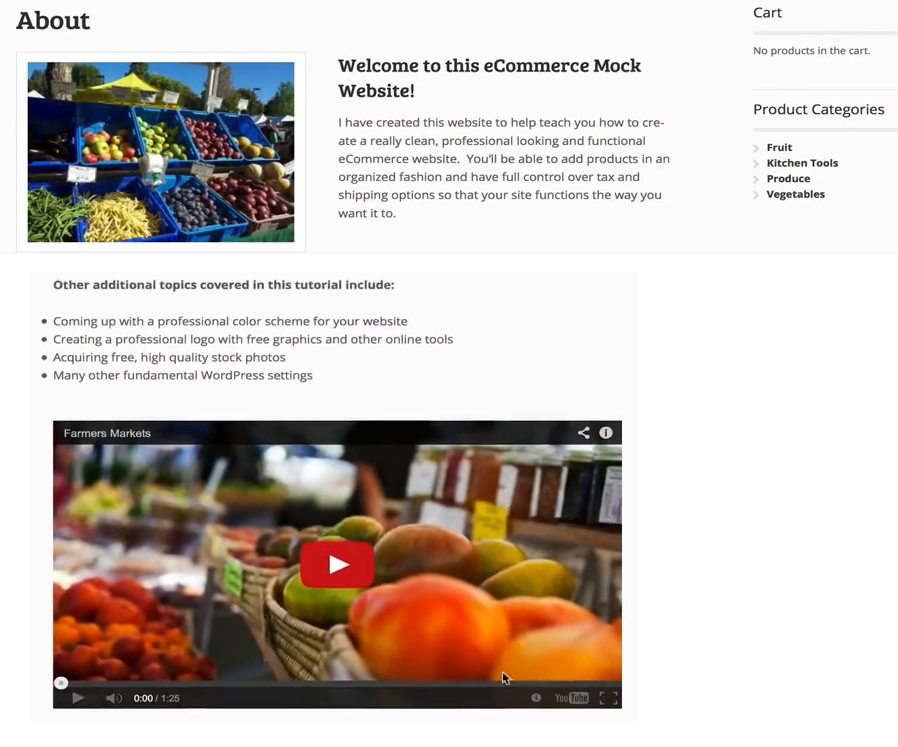 About
Welcome to this eCommerce Mock
Website!
I have created this website to help teach you how to cre-
ate a really clean, professional looking and functional
eCommerce website.  You'll be able to add products in an
organized fashion and have full control over tax and
shipping options so that your site functions the way you
want it to.
Cart
No products in the cart.
Product Categories
Fruit
Kitchen Tools
Produce
Vegetables
Other additional topics covered in this tutorial include:
Coming up with a professional color scheme for your website
Creating a professional logo with free graphics and other online tools
Acquiring free, high quality stock photos
Many other fundamental WordPress settings
Farmers Markets
0:00 / 1:25
YouTube